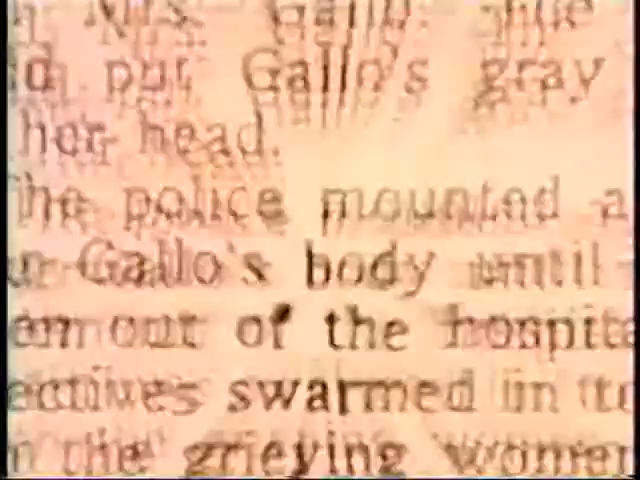 Mrs. Gallo.
d put Gallo's gray
her head.
he police mounted a
Gallo's body until
out of the hospita
ectives swarmed in to
the grieving women